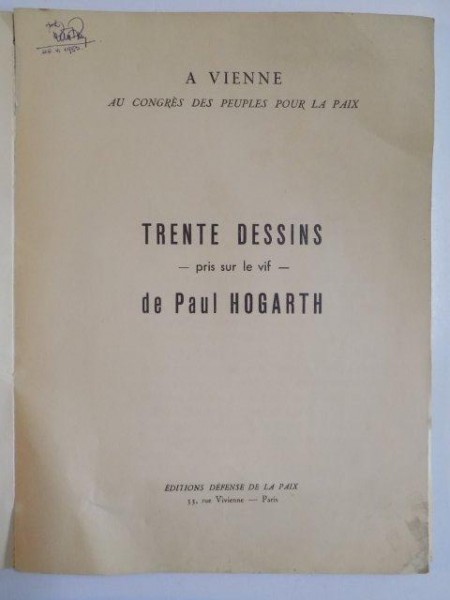 A VIENNE
AU CONGRÈS DES PEUPLES POUR LA PAIX
TRENTE DESSINS
— pris sur le vif —
de Paul HOGARTH
ÉDITIONS DÉFENSE DE LA PAIX
33, rue Vivienne — Paris